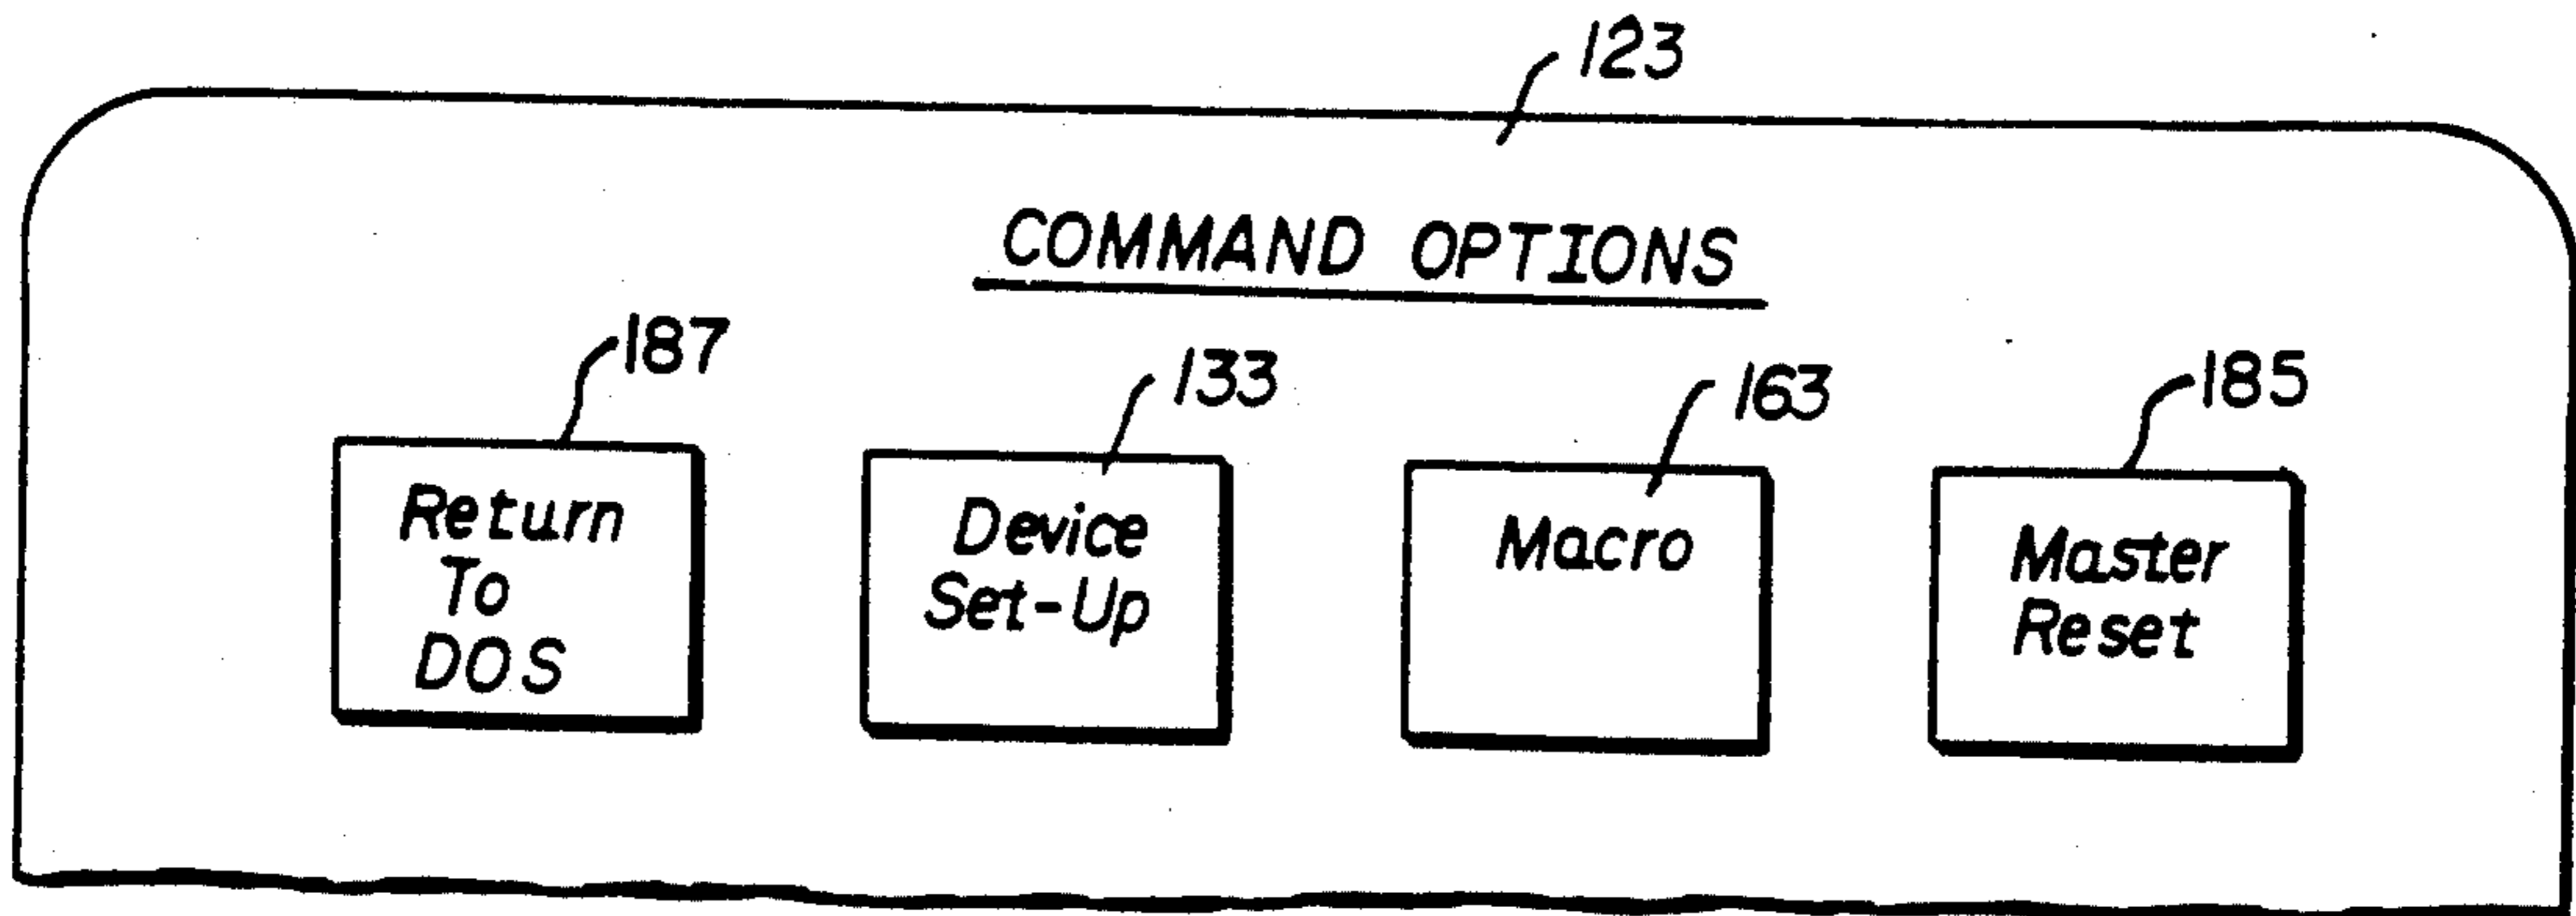 123
COMMAND OPTIONS
187
133
163
185
Return
To
DOS
Device
Set-Up
Macro
Master
Reset